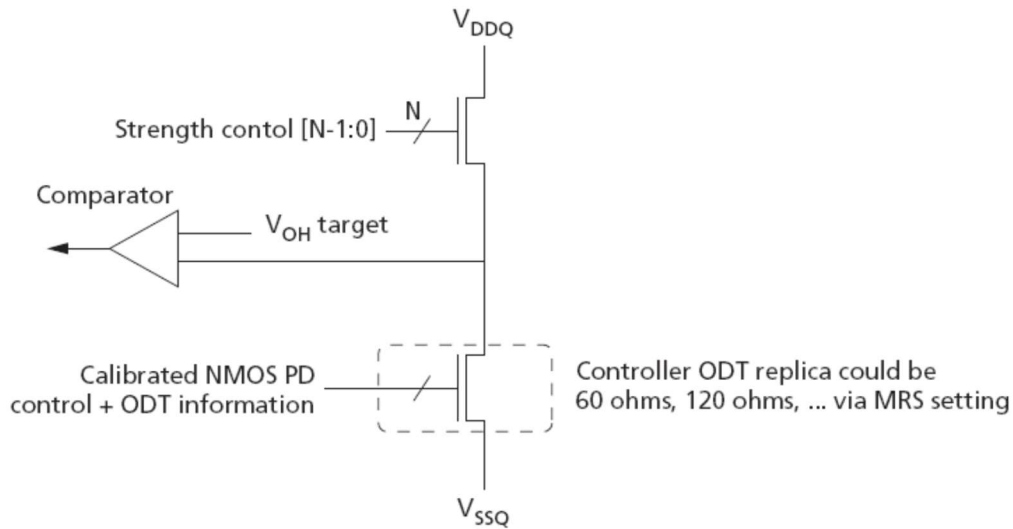 VDDQ
N
Strength contol [N-1:0]
Comparator
VOH target
Calibrated NMOS PD
control + ODT information
Controller ODT replica could be
60 ohms, 120 ohms, ... via MRS setting
VSSQ